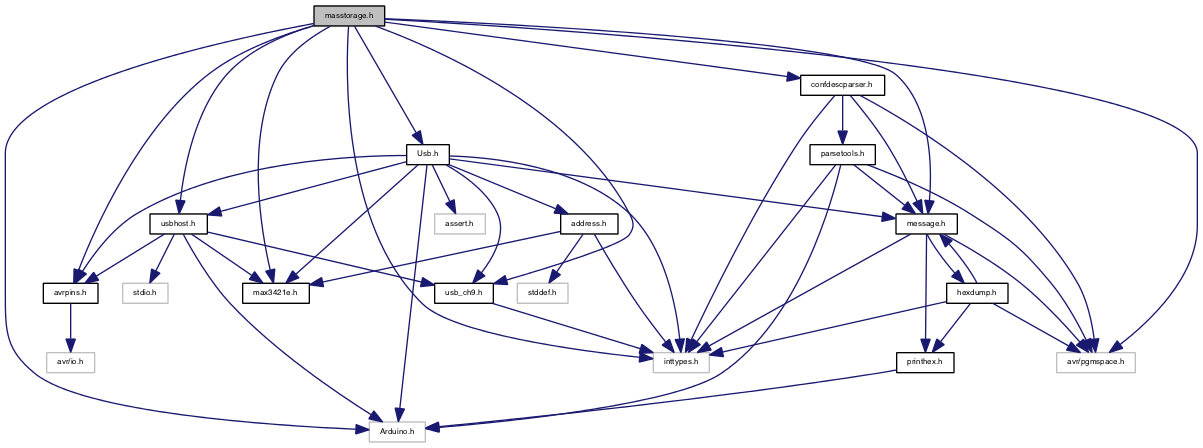 masstorage.h
confdescparser.h
Usb.h
parsetools.h
usbhost.h
assert.h
address.h
message.h
avrpins.h
stdio.h
max3421e.h
usb_ch9.h
stddef.h
hexdump.h
avr/io.h
inttypes.h
printhex.h
avr/pgmspace.h
Arduino.h